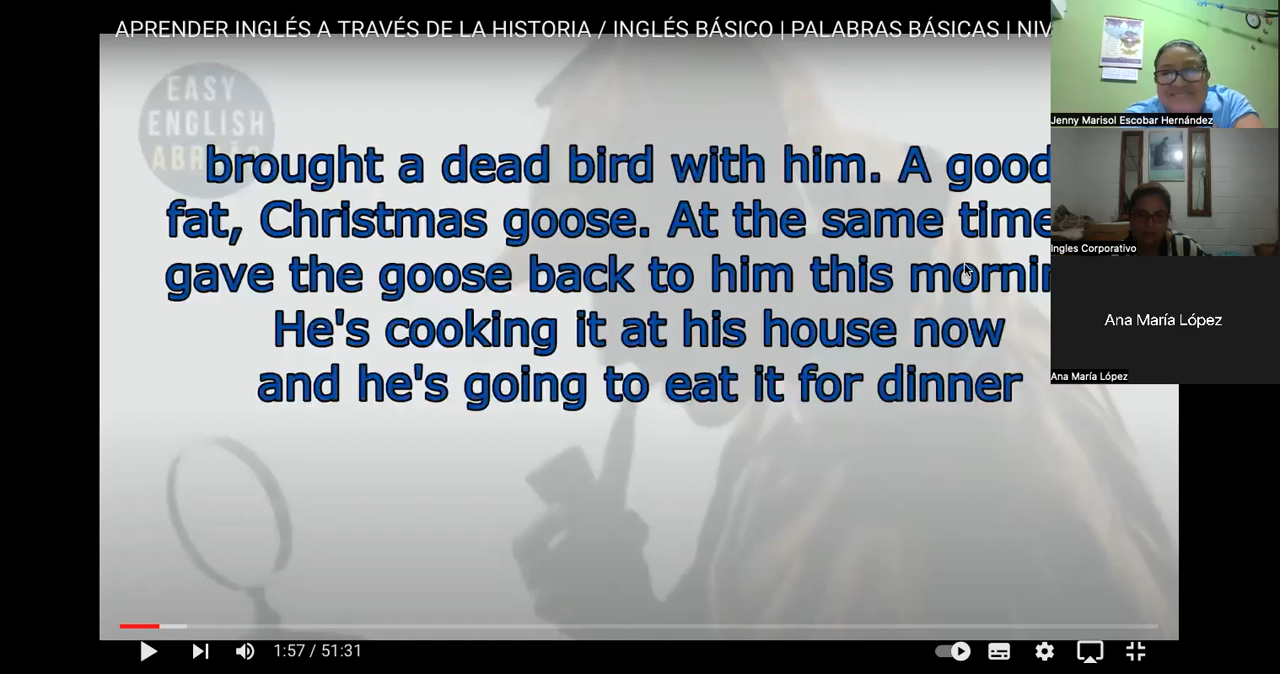 APRENDER INGLÉS A TRAVÉS DE LA HISTORIA / INGLÉS BÁSICO | PALABRAS BÁSICAS | NIV
EASY
ENGLISH
brought a dead bird with him. A good
fat, Christmas goose. At the same time
gave the goose back to him this mornin
He's cooking it at his house now
and he's going to eat it for dinner
1:57 / 51:31
Jenny Marisol Escobar Hernández
Ingles Corporativo
Ana María López
Ana María López